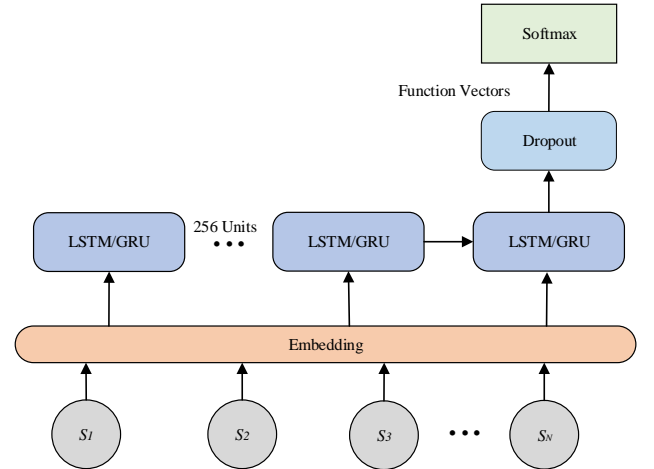 Softmax
Function Vectors
Dropout
256 Units
LSTM/GRU
•••
LSTM/GRU
LSTM/GRU
Embedding
S1
S2
S3
•••
SN